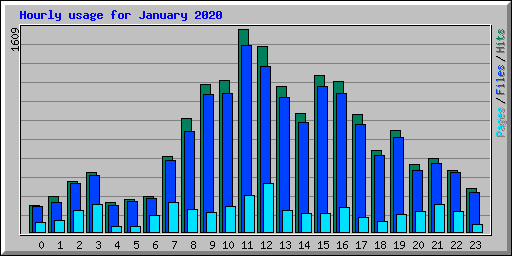 Hourly usage for January 2020
1609
Pages/Files/Hits
0 1 2 3 4 5 6 7 8 9 10 11 12 13 14 15 16 17 18 19 20 21 22 23